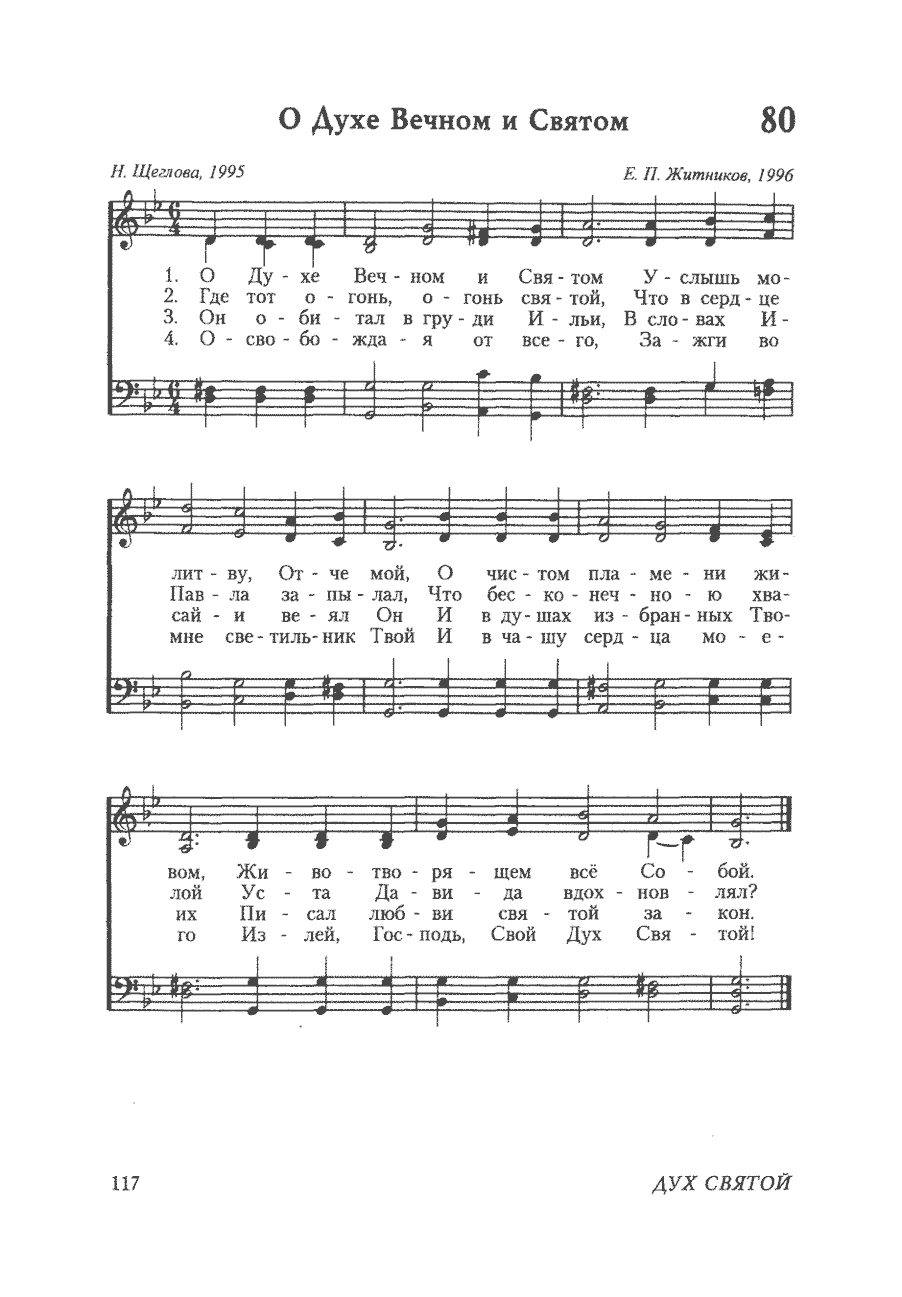 О Духе Вечном и Святом 80
Н. Щеглова, 1995 Е. П. Житников, 1996
1. О Ду - хе Веч - ном и Свя - том У - слышь мо-
2. Где тот о - гонь, о - гонь свя - той, Что в серд - це
3. Он о - би - тал в гру - ди И - льи, В сло - вах И -
4. О - сво - бо - жда - я от все - го, За - жги во
лит - ву, От - че мой, О чис - том пла - ме - ни жи-
Пав - ла за - пы - лал, Что бес - ко - неч - но - ю хва-
сай - и ве - ял Он И в ду - шах из - бран - ных Тво-
мне све - тиль - ник Твой И в ча - шу серд - ца мо - е -
вом, Жи - во - тво - ря - щем всё Со - бой.
лой Ус - та Да - ви - да вдох - нов - лял?
их Пи - сал люб - ви свя - той за - кон.
го Из - лей, Гос - подь, Свой Дух Свя - той!
117 ДУХ СВЯТОЙ